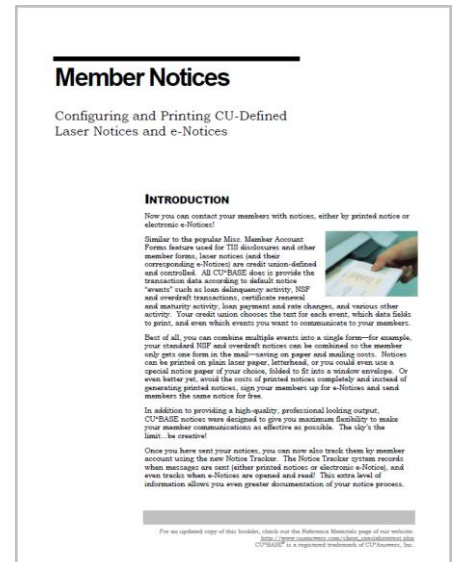 Member Notices
Configuring and Printing CU-Defined
Laser Notices and e-Notices
INTRODUCTION
Now you can contact your members with notices, either by printed notice or
electronic e-Notices!
Similar to the popular Misc. Member Account
Forms feature used for TIS disclosures and other
member forms, laser notices (and their
corresponding e-Notices) are credit union-defined
and controlled. All CU*BASE does is provide the
transaction data according to default notice
"events" such as loan delinquency activity, NSF
and overdraft transactions, certificate renewal
and maturity activity, loan payment and rate changes, and various other
activity. Your credit union chooses the text for each event, which data fields
to print, and even which events you want to communicate to your members.
Best of all, you can combine multiple events into a single form—for example,
your standard NSF and overdraft notices can be combined so the member
only gets one form in the mail—saving on paper and mailing costs. Notices
can be printed on plain laser paper, letterhead, or you could even use a
special notice paper of your choice, folded to fit into a window envelope. Or
even better yet, avoid the costs of printed notices completely and instead of
generating printed notices, sign your members up for e-Notices and send
members the same notice for free.
In addition to providing a high-quality, professional looking output,
CU*BASE notices were designed to give you maximum flexibility to make
your member communications as effective as possible. The sky's the
limit...be creative!
Once you have sent your notices, you can now also track them by member
account using the new Notice Tracker. The Notice Tracker system records
when messages are sent (either printed notices or electronic e-Notice), and
even tracks when e-Notices are opened and read! This extra level of
information allows you even greater documentation of your notice process.
For an updated copy of this booklet, check out the Reference Materials page of our website:
http://www.cuanswers.com/client_specialinterest.php
CU*BASE® is a registered trademark of CU*Answers, Inc.